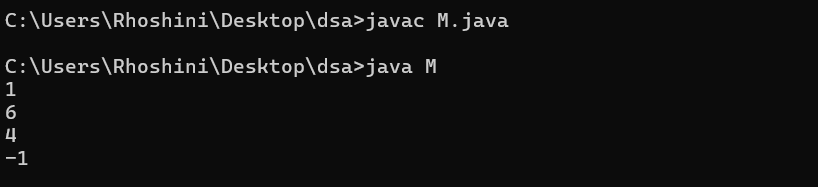 C:\Users\Rhoshini\Desktop\dsa>javac M.java
C:\Users\Rhoshini\Desktop\dsa>java M
1
6
4
-1